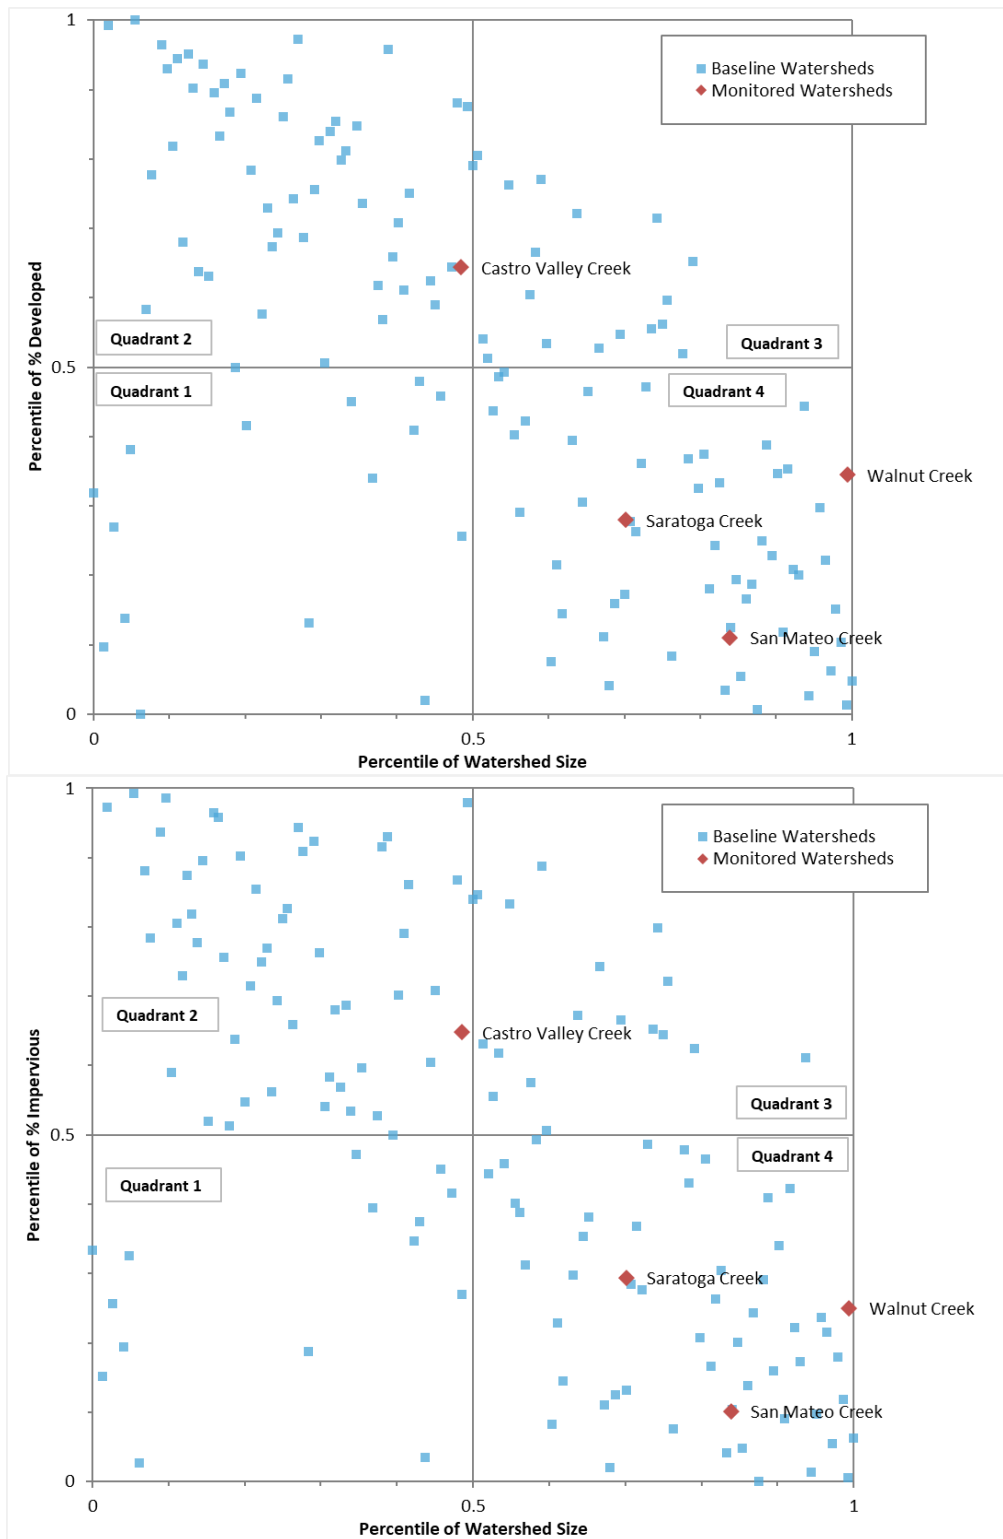 1
Baseline Watersheds
Monitored Watersheds
Castro Valley Creek
Quadrant 2
Quadrant 3
0.5
Quadrant 1
Quadrant 4
Walnut Creek
Saratoga Creek
San Mateo Creek
0
0
0.5
1
Percentile of % Developed
Percentile of Watershed Size
1
Baseline Watersheds
Monitored Watersheds
Quadrant 2
Castro Valley Creek
Quadrant 3
0.5
Quadrant 4
Quadrant 1
Saratoga Creek
Walnut Creek
San Mateo Creek
0
0
0.5
1
Percentile of % Impervious
Percentile of Watershed Size